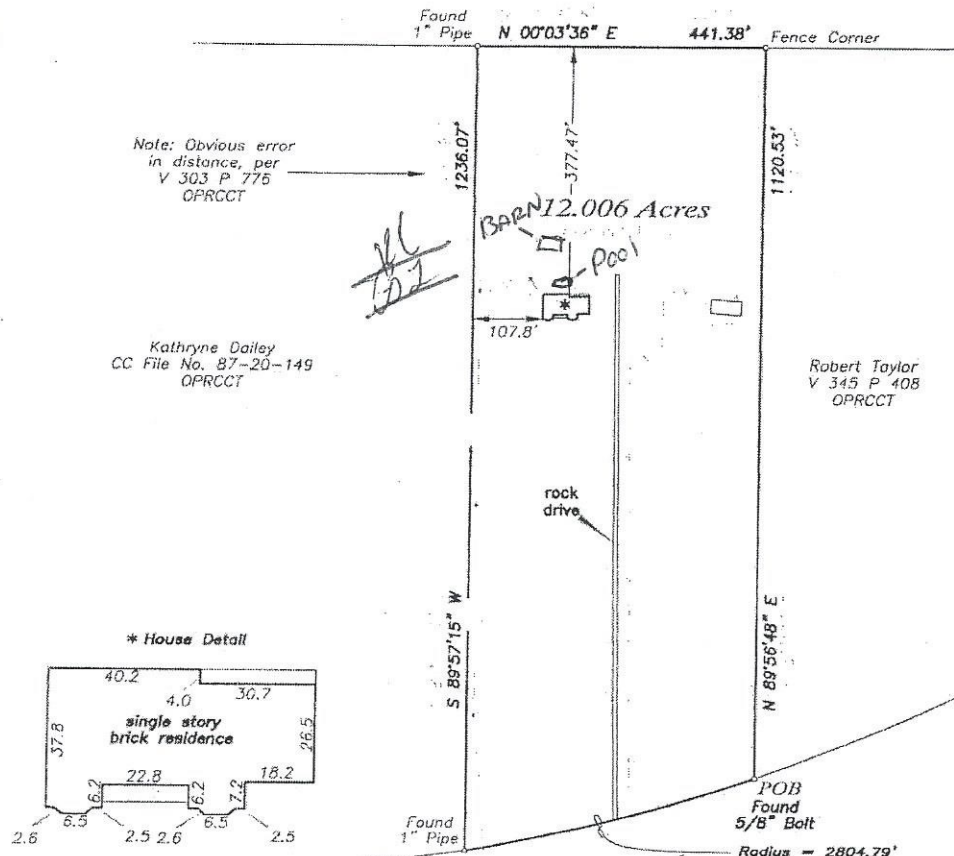 Found
1" Pipe
N 00°03'36" E
441.38'
Fence Corner
Note: Obvious error
in distance, per
V 303 P 775
OPRCCT
1236.07'
377.47'
1120.53'
12.006 Acres
BARN
Pool
*
107.8'
Kathryne Dailey
CC File No. 87-20-149
OPRCCT
Robert Taylor
V 345 P 408
OPRCCT
rock
drive
S 89°57'15" W
N 89°56'48" E
* House Detail
40.2
4.0
30.7
single story
brick residence
37.8
26.5
22.8
18.2
6.2
6.2
7.2
2.6
6.5
2.5
2.6
6.5
2.5
POB
Found
5/8" Bolt
Found
1" Pipe
Radius = 2804.79'